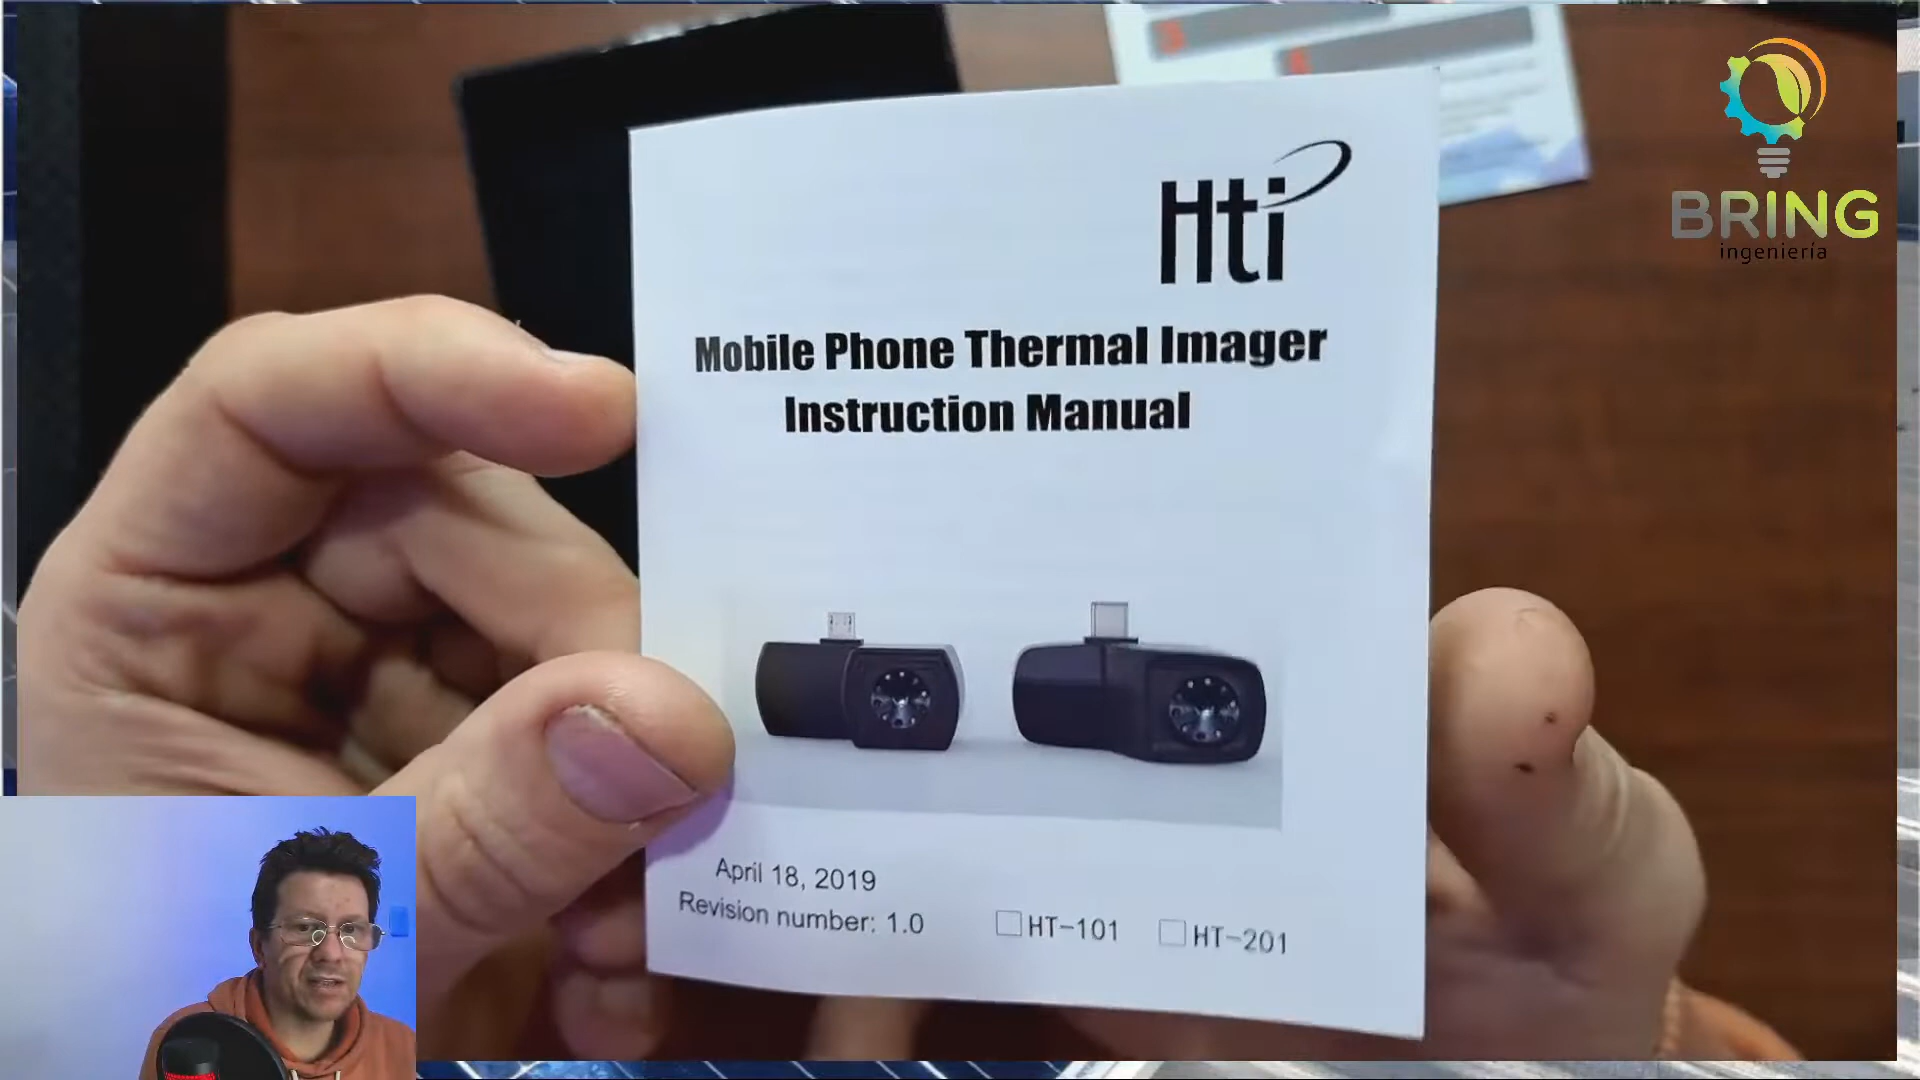 Hti
Mobile Phone Thermal Imager
Instruction Manual
April 18, 2019
Revision number: 1.0
HT-101
HT-201
BRING
ingeniería